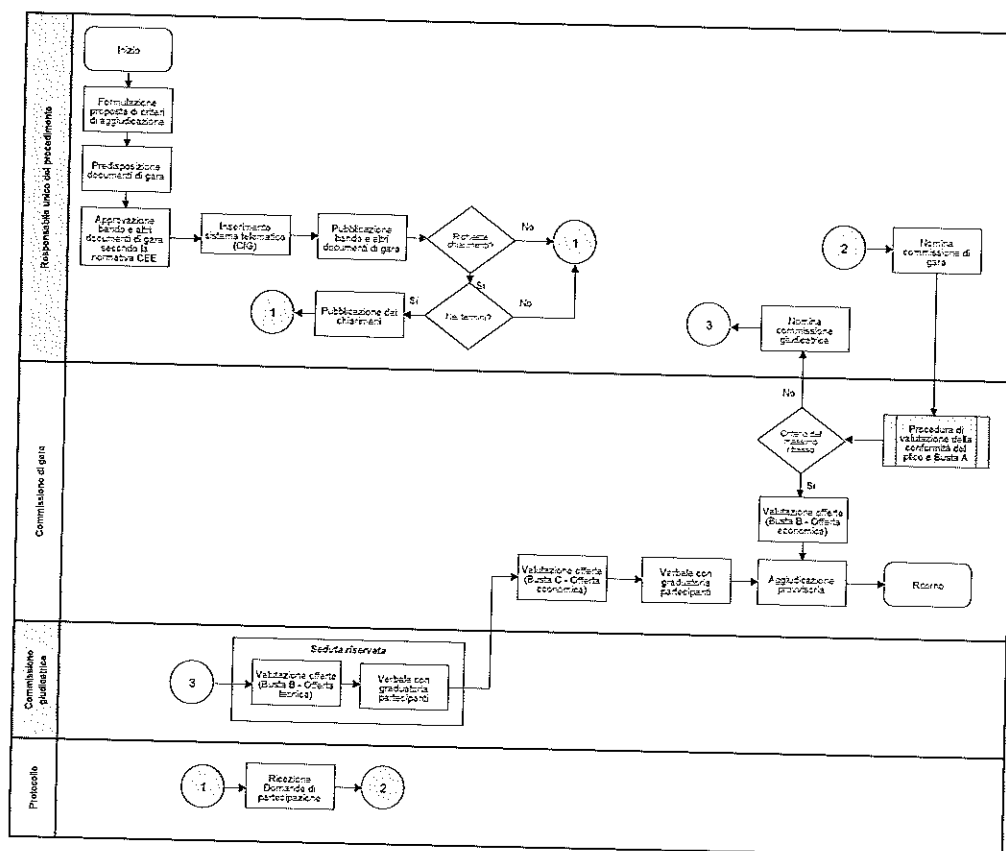 Responsabile unico del procedimento
Inizio
Formulazione
proposta di criteri
di aggiudicazione
Predisposizione
documenti di gara
Approvazione
bando e altri
documenti di gara
secondo la
normativa CEE
Inserimento
sistema telematico
(CIG)
Pubblicazione
bando e altri
documenti di gara
Richieste
chiarimento?
No
1
Sì
Nei termini?
No
Sì
Pubblicazione dei
chiarimenti
1
2
Nomina
commissione di
gara
Nomina
commissione
giudicatrice
3
Commissione di gara
No
Criterio del
massimo
ribasso
Procedura di
valutazione della
conformità del
plico e Busta A
Sì
Valutazione offerte
(Busta B - Offerta
economica)
Valutazione offerte
(Busta C - Offerta
economica)
Verbale con
graduatoria
partecipanti
Aggiudicazione
provvisoria
Ritorno
Commissione
giudicatrice
Seduta riservata
3
Valutazione offerte
(Busta B - Offerta
tecnica)
Verbale con
graduatoria
partecipanti
Protocollo
1
Ricezione
Domande di
partecipazione
2